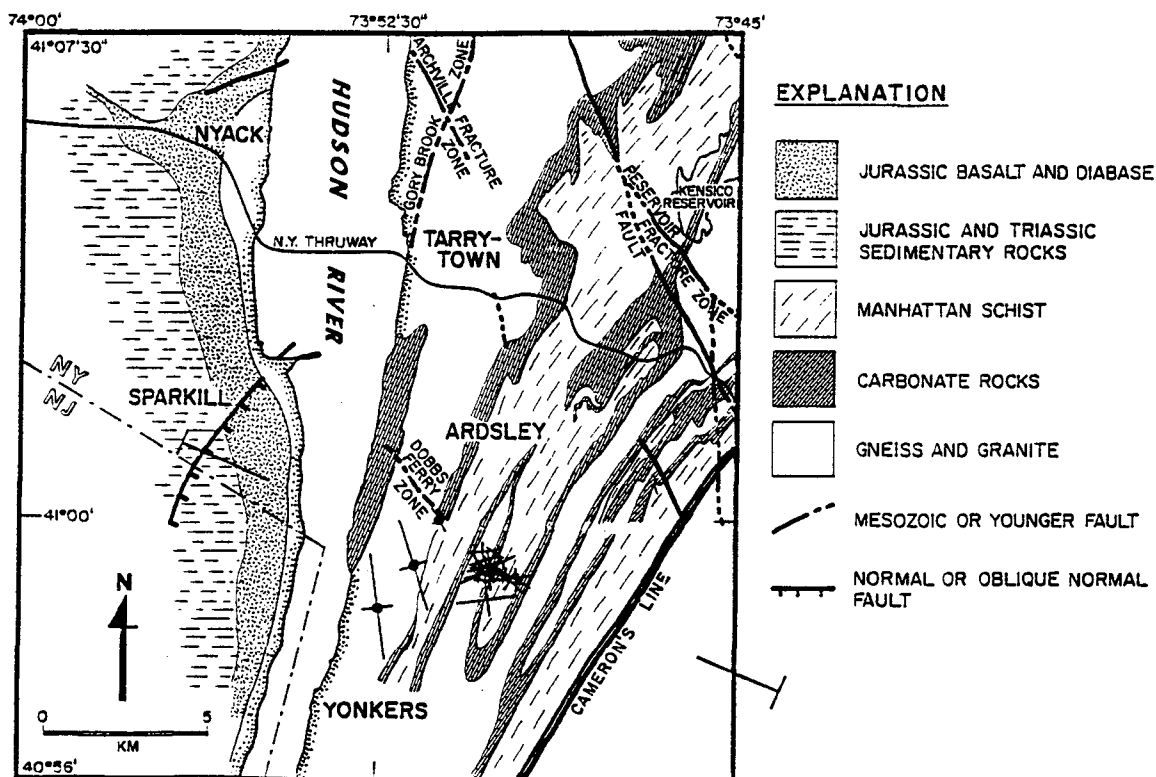 74°00'
73°52'30"
73°45'
41°07'30"
ARCHVILLE FRACTURE ZONE
GORY BROOK ZONE
HUDSON RIVER
NYACK
N.Y. THRUWAY
TARRY-
TOWN
RESERVOIR FRACTURE ZONE
FAULT
KENSICO
RESERVOIR
NY
NJ
SPARKILL
ARDSLEY
DOBBS
FERRY
ZONE
41°00'
N
0 5
KM
YONKERS
CAMERON'S LINE
40°56'
EXPLANATION
JURASSIC BASALT AND DIABASE
JURASSIC AND TRIASSIC
SEDIMENTARY ROCKS
MANHATTAN SCHIST
CARBONATE ROCKS
GNEISS AND GRANITE
MESOZOIC OR YOUNGER FAULT
NORMAL OR OBLIQUE NORMAL
FAULT